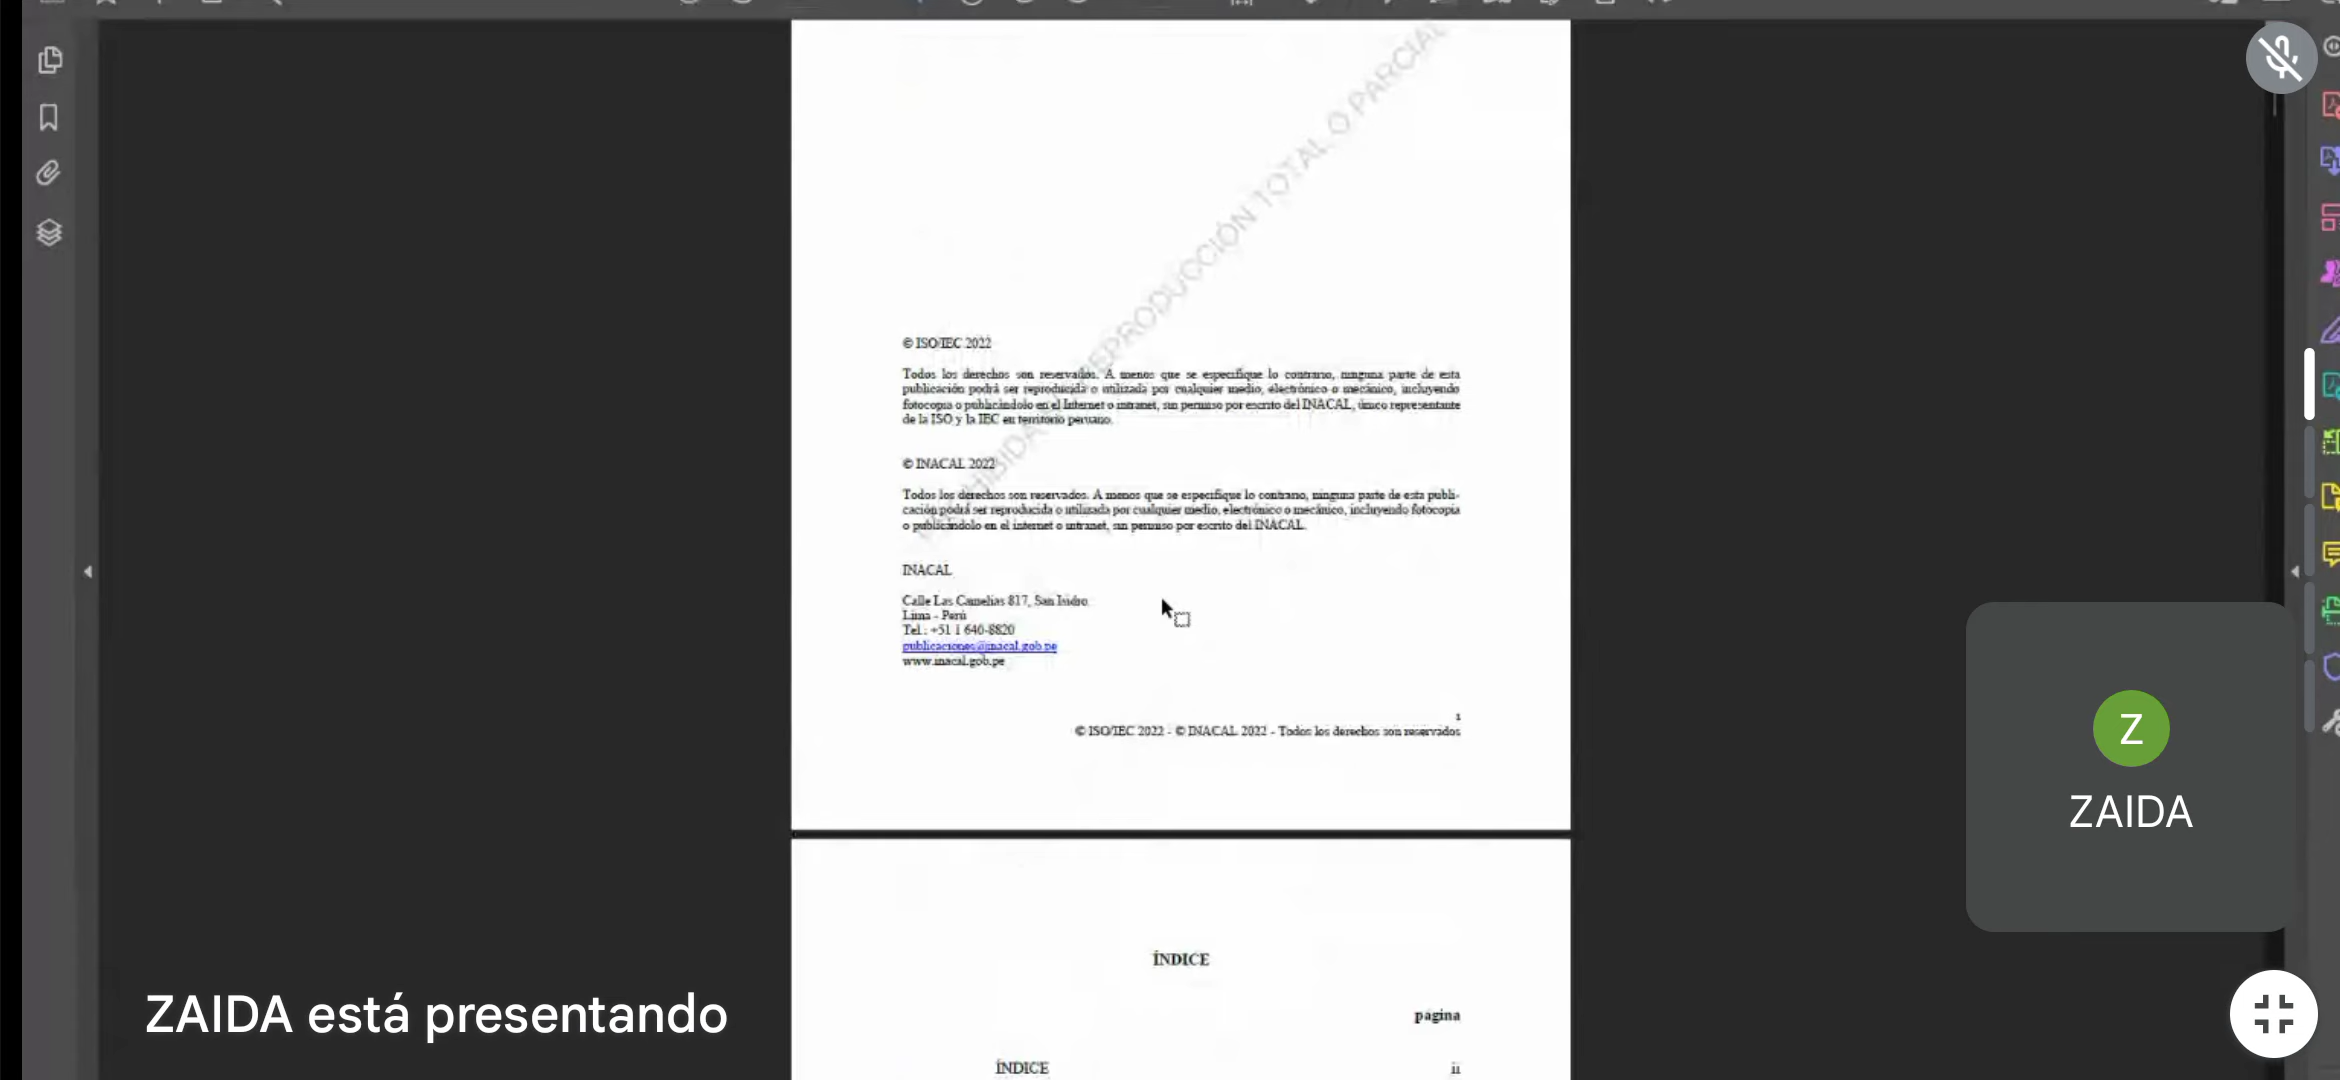 HIBIDA REPRODUCCIÓN TOTAL O PARCIAL
© ISO/IEC 2022
Todos los derechos son reservados. A menos que se especifique lo contrario, ninguna parte de esta
publicación podrá ser reproducida o utilizada por cualquier medio, electrónico o mecánico, incluyendo
fotocopia o publicándolo en el Internet o intranet, sin permiso por escrito del INACAL, único representante
de la ISO y la IEC en territorio peruano.
© INACAL 2022
Todos los derechos son reservados. A menos que se especifique lo contrario, ninguna parte de esta publi-
cación podrá ser reproducida o utilizada por cualquier medio, electrónico o mecánico, incluyendo fotocopia
o publicándolo en el internet o intranet, sin permiso por escrito del INACAL.
INACAL
Calle Las Camelias 817, San Isidro
Lima - Perú
Tel.: +51 1 640-8820
publicaciones@inacal.gob.pe
www.inacal.gob.pe
i
© ISO/IEC 2022 - © INACAL 2022 - Todos los derechos son reservados
ÍNDICE
página
ÍNDICE ii
Z
ZAIDA
ZAIDA está presentando